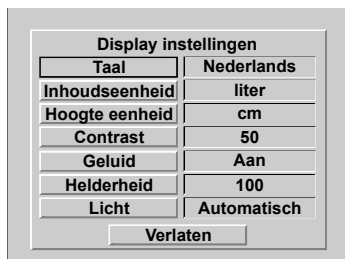 Display instellingen
Taal Nederlands
Inhoudseenheid liter
Hoogte eenheid cm
Contrast 50
Geluid Aan
Helderheid 100
Licht Automatisch
Verlaten